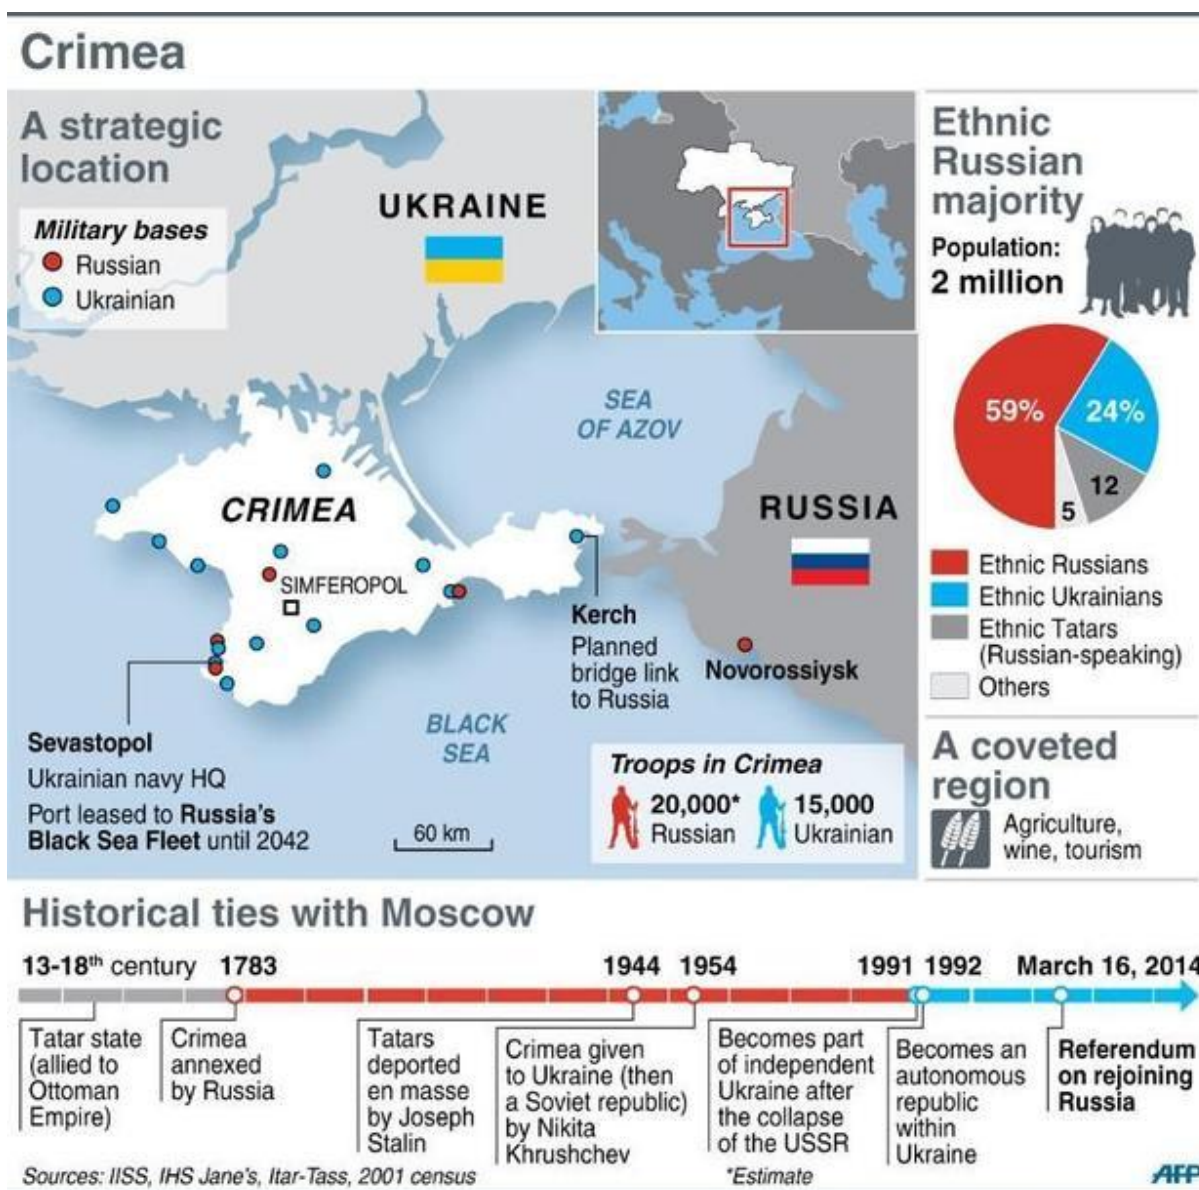 Crimea
A strategic
location
Military bases
Russian
Ukrainian
UKRAINE
SEA
OF AZOV
CRIMEA
RUSSIA
SIMFEROPOL
Kerch
Planned
bridge link
to Russia
Novorossiysk
Sevastopol
Ukrainian navy HQ
Port leased to Russia's
Black Sea Fleet until 2042
BLACK
SEA
60 km
Troops in Crimea
20,000*
Russian
15,000
Ukrainian
Ethnic
Russian
majority
Population:
2 million
59%
24%
12
5
Ethnic Russians
Ethnic Ukrainians
Ethnic Tatars
(Russian-speaking)
Others
A coveted
region
Agriculture,
wine, tourism
Historical ties with Moscow
13-18th century 1783 1944 1954 1991 1992 March 16, 2014
Tatar state
(allied to
Ottoman
Empire)
Crimea
annexed
by Russia
Tatars
deported
en masse
by Joseph
Stalin
Crimea given
to Ukraine (then
a Soviet republic)
by Nikita
Khrushchev
Becomes part
of independent
Ukraine after
the collapse
of the USSR
Becomes an
autonomous
republic
within
Ukraine
Referendum
on rejoining
Russia
Sources: IISS, IHS Jane's, Itar-Tass, 2001 census
*Estimate
AFP